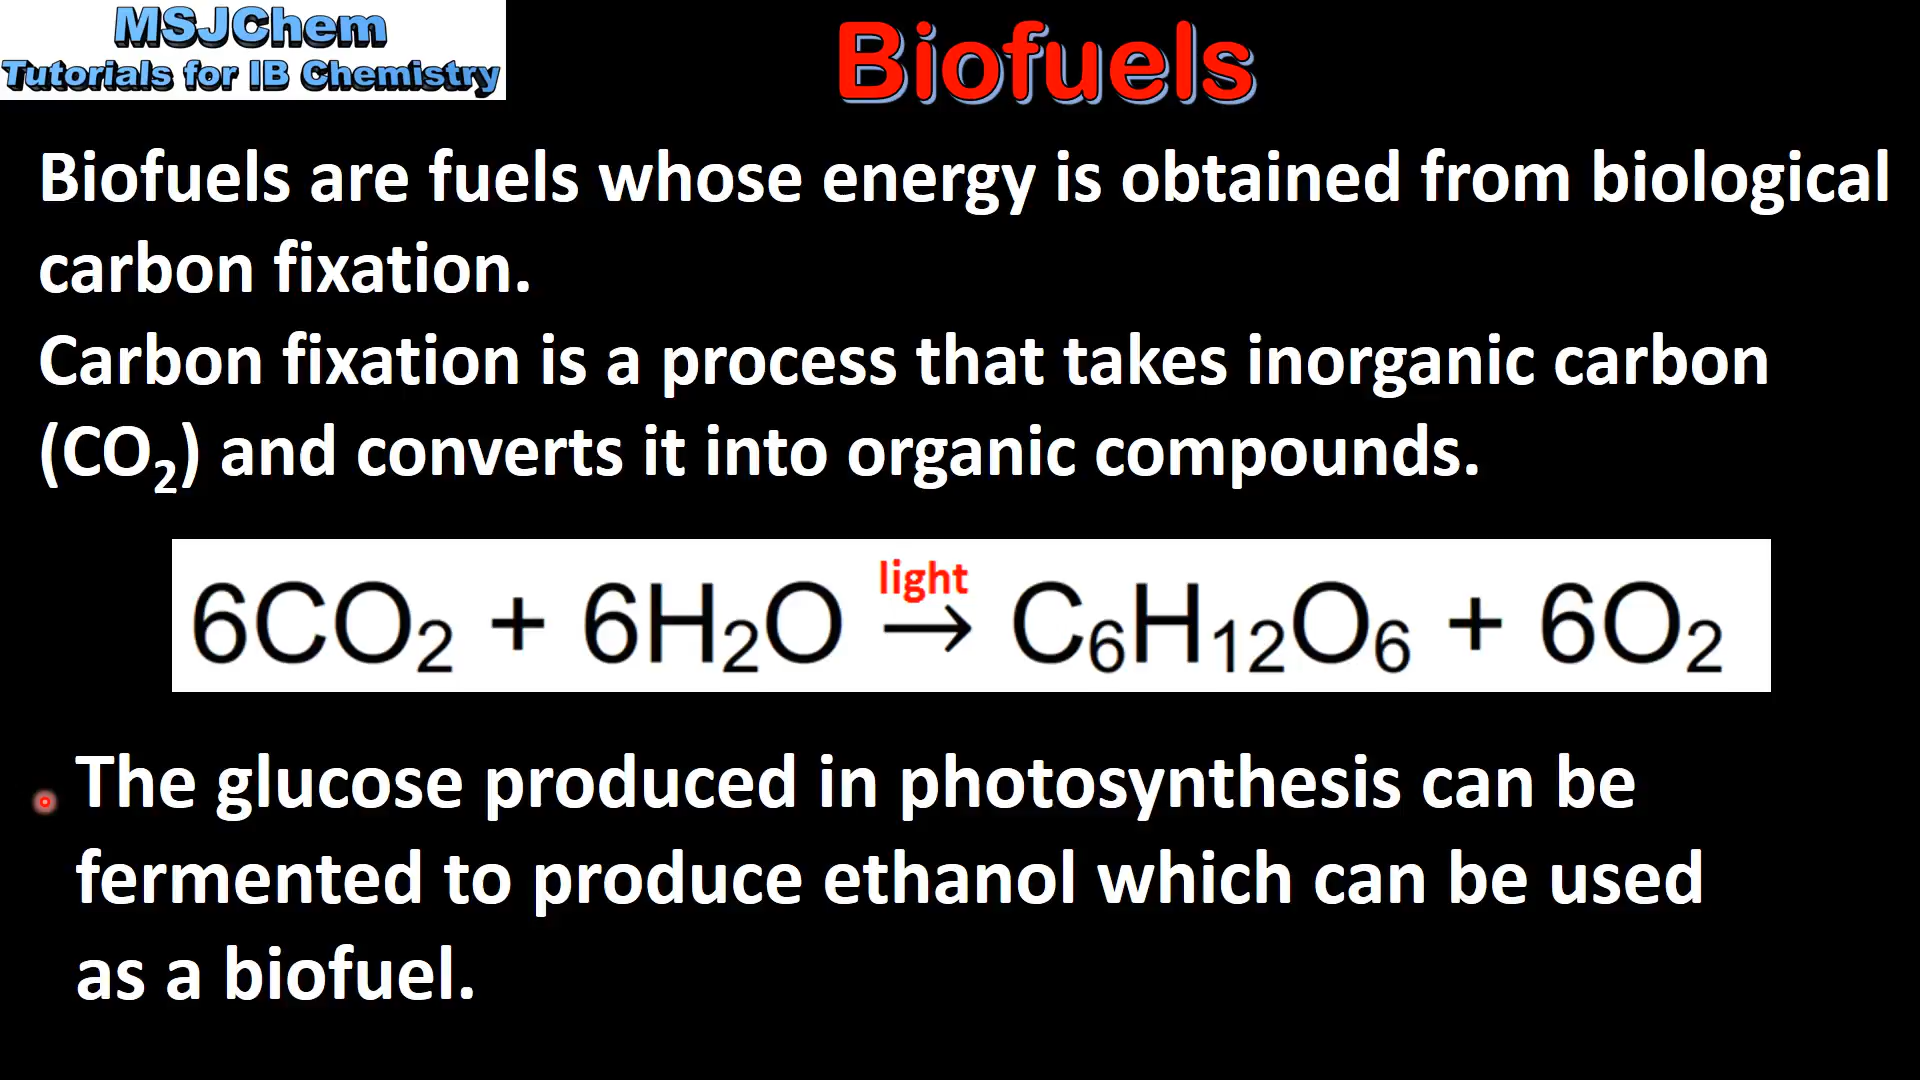 MSJChem
Tutorials for IB Chemistry
Biofuels
Biofuels are fuels whose energy is obtained from biological
carbon fixation.
Carbon fixation is a process that takes inorganic carbon
(CO₂) and converts it into organic compounds.
light
6CO₂ + 6H₂O → C₆H₁₂O₆ + 6O₂
The glucose produced in photosynthesis can be
fermented to produce ethanol which can be used
as a biofuel.